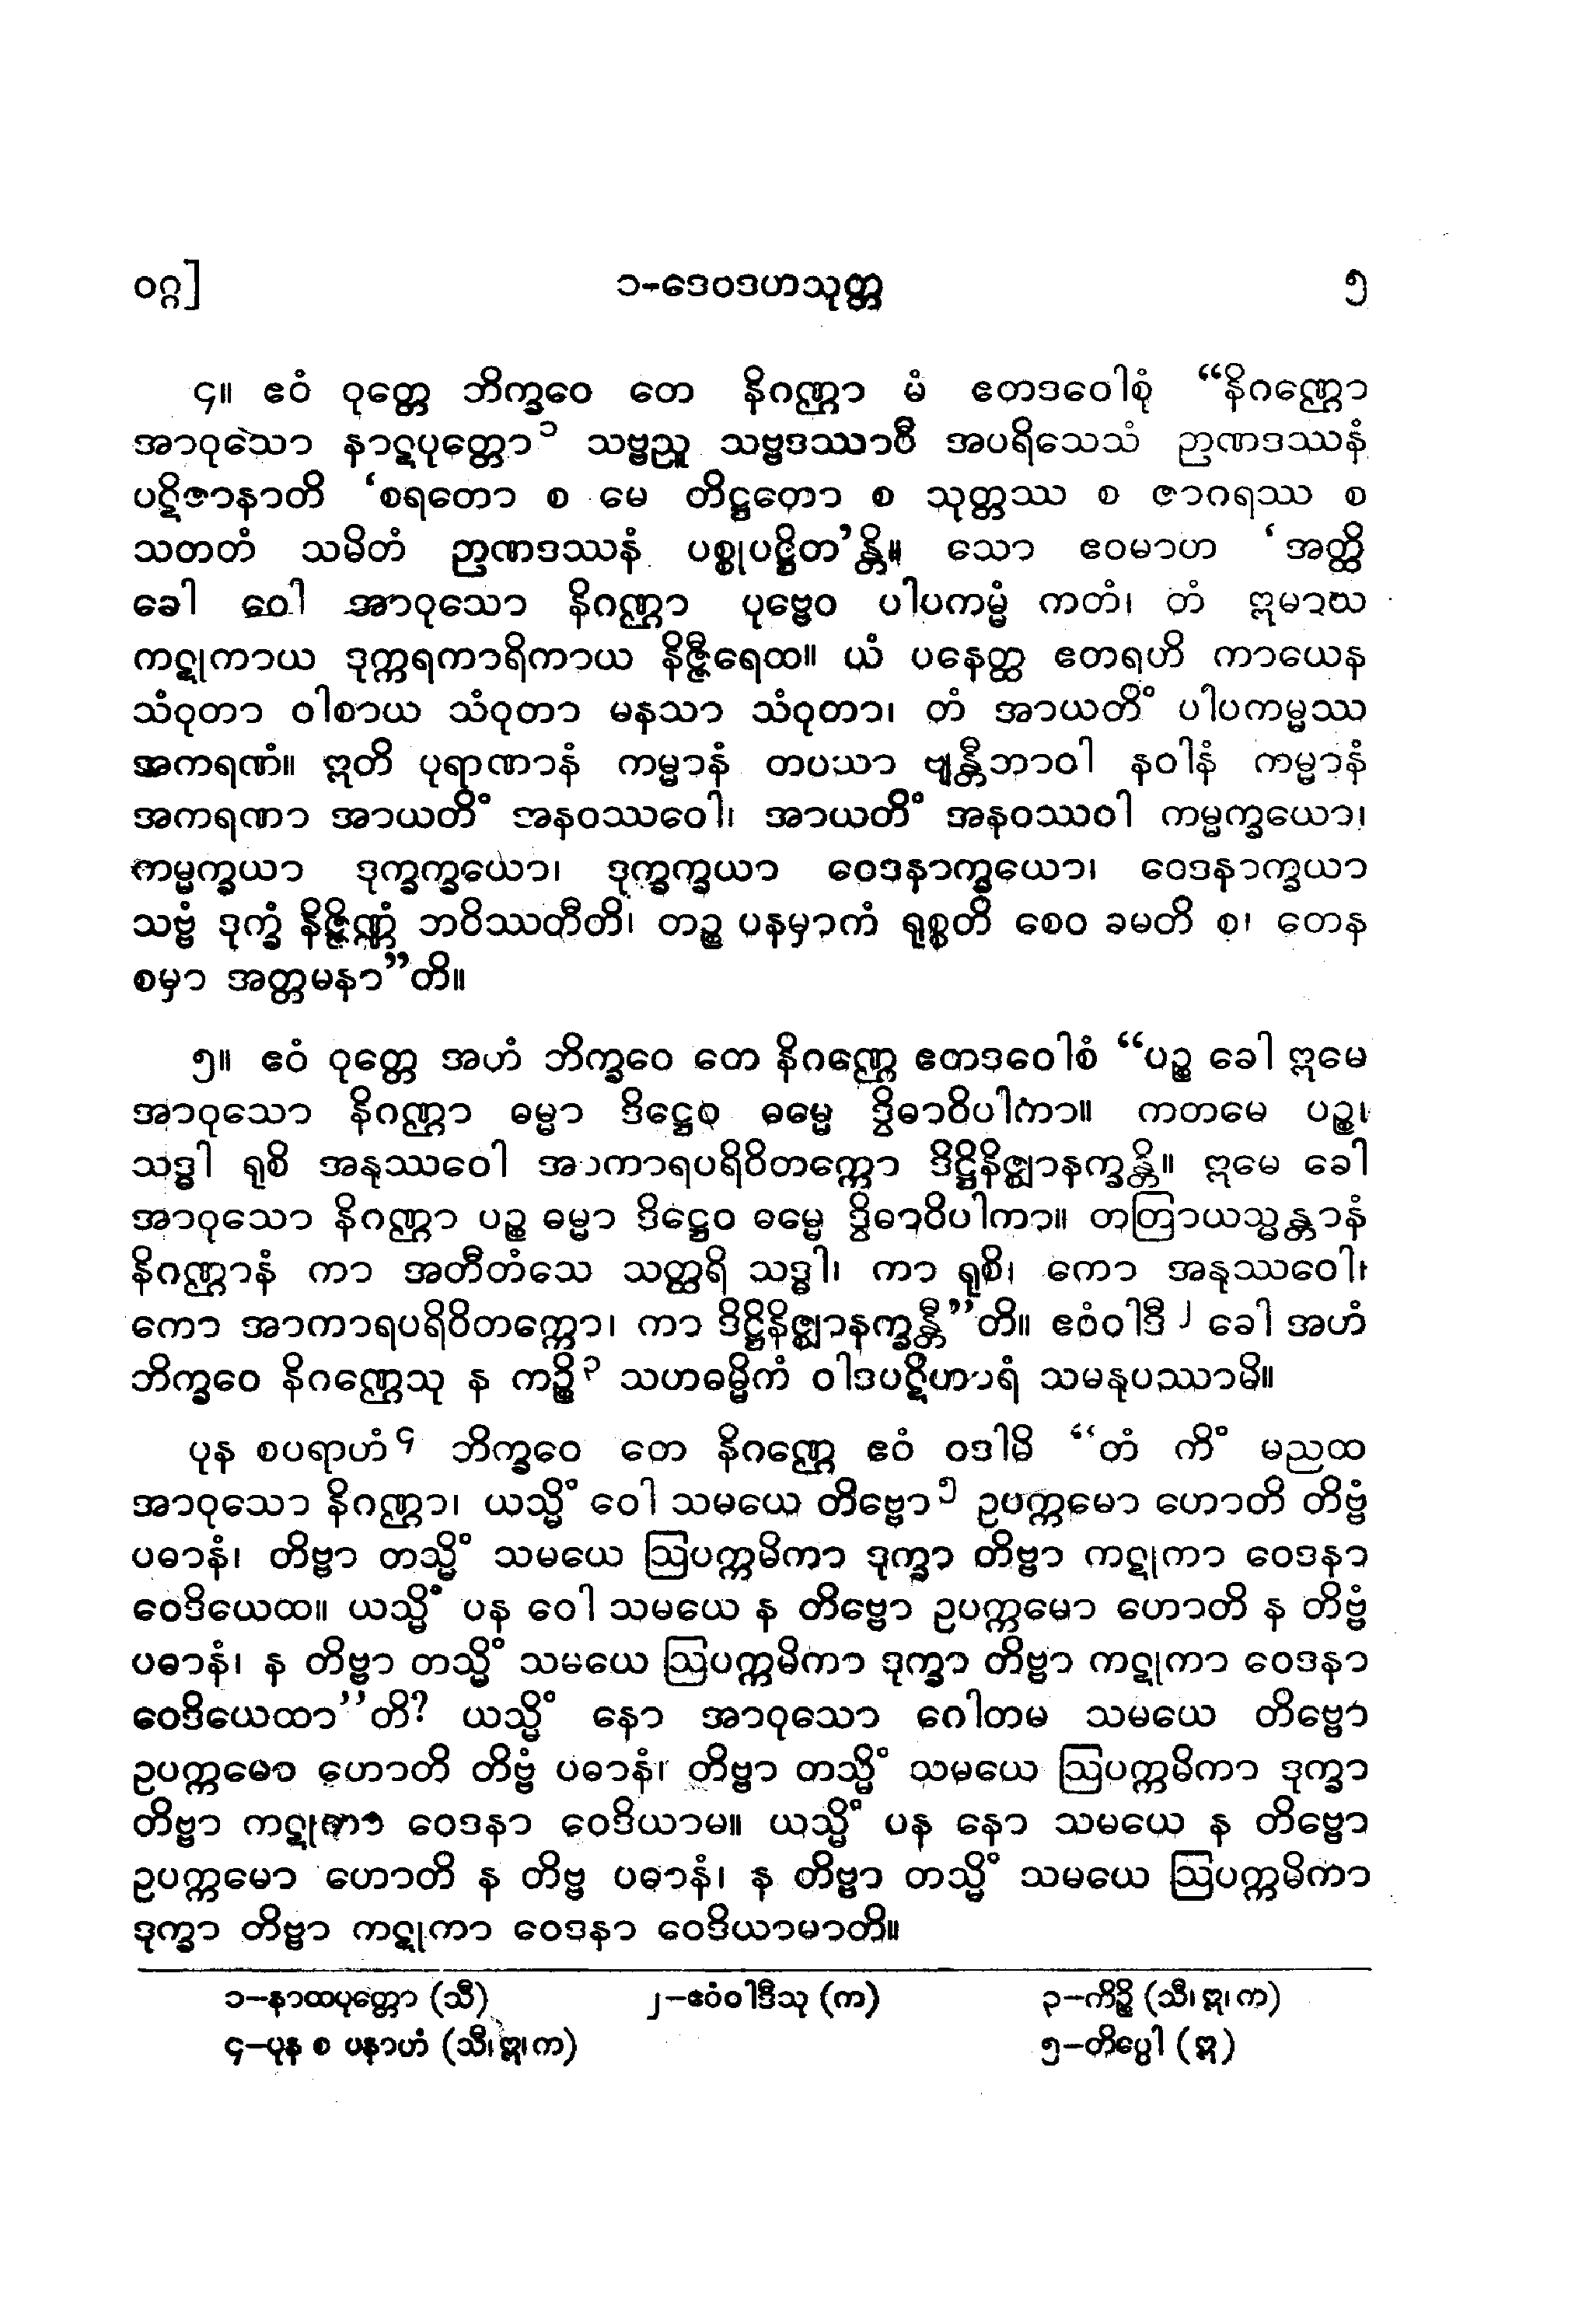 ဝဂ္ဂ] ၁-ဒေဝဒဟသုတ္တ ၅
၄။ ဧဝံ ဝုတ္တေ ဘိက္ခဝေ တေ နိဂဏ္ဌာ မံ ဧတဒဝေါစုံ “နိဂဏ္ဌော
အာဝုသော နာဋပုတ္တော၁ သဗ္ဗညူ သဗ္ဗဒဿာဝီ အပရိသေသံ ဉာဏဒဿနံ
ပဋိဇာနာတိ ‘စရတော စ မေ တိဋ္ဌတော စ သုတ္တဿ စ ဇာဂရဿ စ
သတတံ သမိတံ ဉာဏဒဿနံ ပစ္စုပဋ္ဌိတ’န္တိ။ သော ဧဝမာဟ ‘အတ္ထိ
ခေါ ဝေါ အာဝုသော နိဂဏ္ဌာ ပုဗ္ဗေဝ ပါပကမ္မံ ကတံ၊ တံ ဣမာယ
ကဋုကာယ ဒုက္ကရကာရိကာယ နိဇ္ဇီရေထ။ ယံ ပနေတ္ထ ဧတရဟိ ကာယေန
သံဝုတာ ဝါစာယ သံဝုတာ မနသာ သံဝုတာ၊ တံ အာယတိံ ပါပကမ္မဿ
အကရဏံ။ ဣတိ ပုရာဏာနံ ကမ္မာနံ တပသာ ဗျန္တီဘာဝါ နဝါနံ ကမ္မာနံ
အကရဏာ အာယတိံ အနဝဿဝေါ၊ အာယတိံ အနဝဿဝါ ကမ္မက္ခယော၊
ကမ္မက္ခယာ ဒုက္ခက္ခယော၊ ဒုက္ခက္ခယာ ဝေဒနာက္ခယော၊ ဝေဒနာက္ခယာ
သဗ္ဗံ ဒုက္ခံ နိဇ္ဇိဏ္ဏံ ဘဝိဿတီတိ၊ တဉ္စ ပနမှာကံ ရုစ္စတိ စေဝ ခမတိ စ၊ တေန
စမှာ အတ္တမနာ”တိ။
၅။ ဧဝံ ဝုတ္တေ အဟံ ဘိက္ခဝေ တေ နိဂဏ္ဌေ ဧတဒဝေါစံ “ပဉ္စ ခေါ ဣမေ
အာဝုသော နိဂဏ္ဌာ ဓမ္မာ ဒိဋ္ဌေဝ ဓမ္မေ ဒွိဓာဝိပါကာ။ ကတမေ ပဉ္စ၊
သဒ္ဓါ ရုစိ အနုဿဝေါ အာကာရပရိဝိတက္ကော ဒိဋ္ဌိနိဇ္ဈာနက္ခန္တိ။ ဣမေ ခေါ
အာဝုသော နိဂဏ္ဌာ ပဉ္စ ဓမ္မာ ဒိဋ္ဌေဝ ဓမ္မေ ဒွိဓာဝိပါကာ။ တတြာယသ္မန္တာနံ
နိဂဏ္ဌာနံ ကာ အတီတံသေ သတ္ထရိ သဒ္ဓါ၊ ကာ ရုစိ၊ ကော အနုဿဝေါ၊
ကော အာကာရပရိဝိတက္ကော၊ ကာ ဒိဋ္ဌိနိဇ္ဈာနက္ခန္တီ”တိ။ ဧဝံဝါဒီ၂ ခေါ အဟံ
ဘိက္ခဝေ နိဂဏ္ဌေသု န ကဉ္စိ၃ သဟဓမ္မိကံ ဝါဒပဋိဟာရံ သမနုပဿာမိ။
ပုန စပရာဟံ၄ ဘိက္ခဝေ တေ နိဂဏ္ဌေ ဧဝံ ဝဒါမိ “တံ ကိံ မညထ
အာဝုသော နိဂဏ္ဌာ၊ ယသ္မိံ ဝေါ သမယေ တိဗ္ဗော၅ ဥပက္ကမော ဟောတိ တိဗ္ဗံ
ပဓာနံ၊ တိဗ္ဗာ တသ္မိံ သမယေ ဩပက္ကမိကာ ဒုက္ခာ တိဗ္ဗာ ကဋုကာ ဝေဒနာ
ဝေဒိယေထ။ ယသ္မိံ ပန ဝေါ သမယေ န တိဗ္ဗော ဥပက္ကမော ဟောတိ န တိဗ္ဗံ
ပဓာနံ၊ န တိဗ္ဗာ တသ္မိံ သမယေ ဩပက္ကမိကာ ဒုက္ခာ တိဗ္ဗာ ကဋုကာ ဝေဒနာ
ဝေဒိယေထာ”တိ? ယသ္မိံ နော အာဝုသော ဂေါတမ သမယေ တိဗ္ဗော
ဥပက္ကမော ဟောတိ တိဗ္ဗံ ပဓာနံ၊ တိဗ္ဗာ တသ္မိံ သမယေ ဩပက္ကမိကာ ဒုက္ခာ
တိဗ္ဗာ ကဋုကာ ဝေဒနာ ဝေဒိယာမ။ ယသ္မိံ ပန နော သမယေ န တိဗ္ဗော
ဥပက္ကမော ဟောတိ န တိဗ္ဗ ပဓာနံ၊ န တိဗ္ဗာ တသ္မိံ သမယေ ဩပက္ကမိကာ
ဒုက္ခာ တိဗ္ဗာ ကဋုကာ ဝေဒနာ ဝေဒိယာမာတိ။
၁-နာထပုတ္တော (သီ) ၂-ဧဝံဝါဒီသု (က) ၃-ကိဉ္စိ (သီ၊ ဣ၊ က)
၄-ပုန စ ပနာဟံ (သီ၊ ဣ၊ က) ၅-တိပ္ပေါ (ဣ)